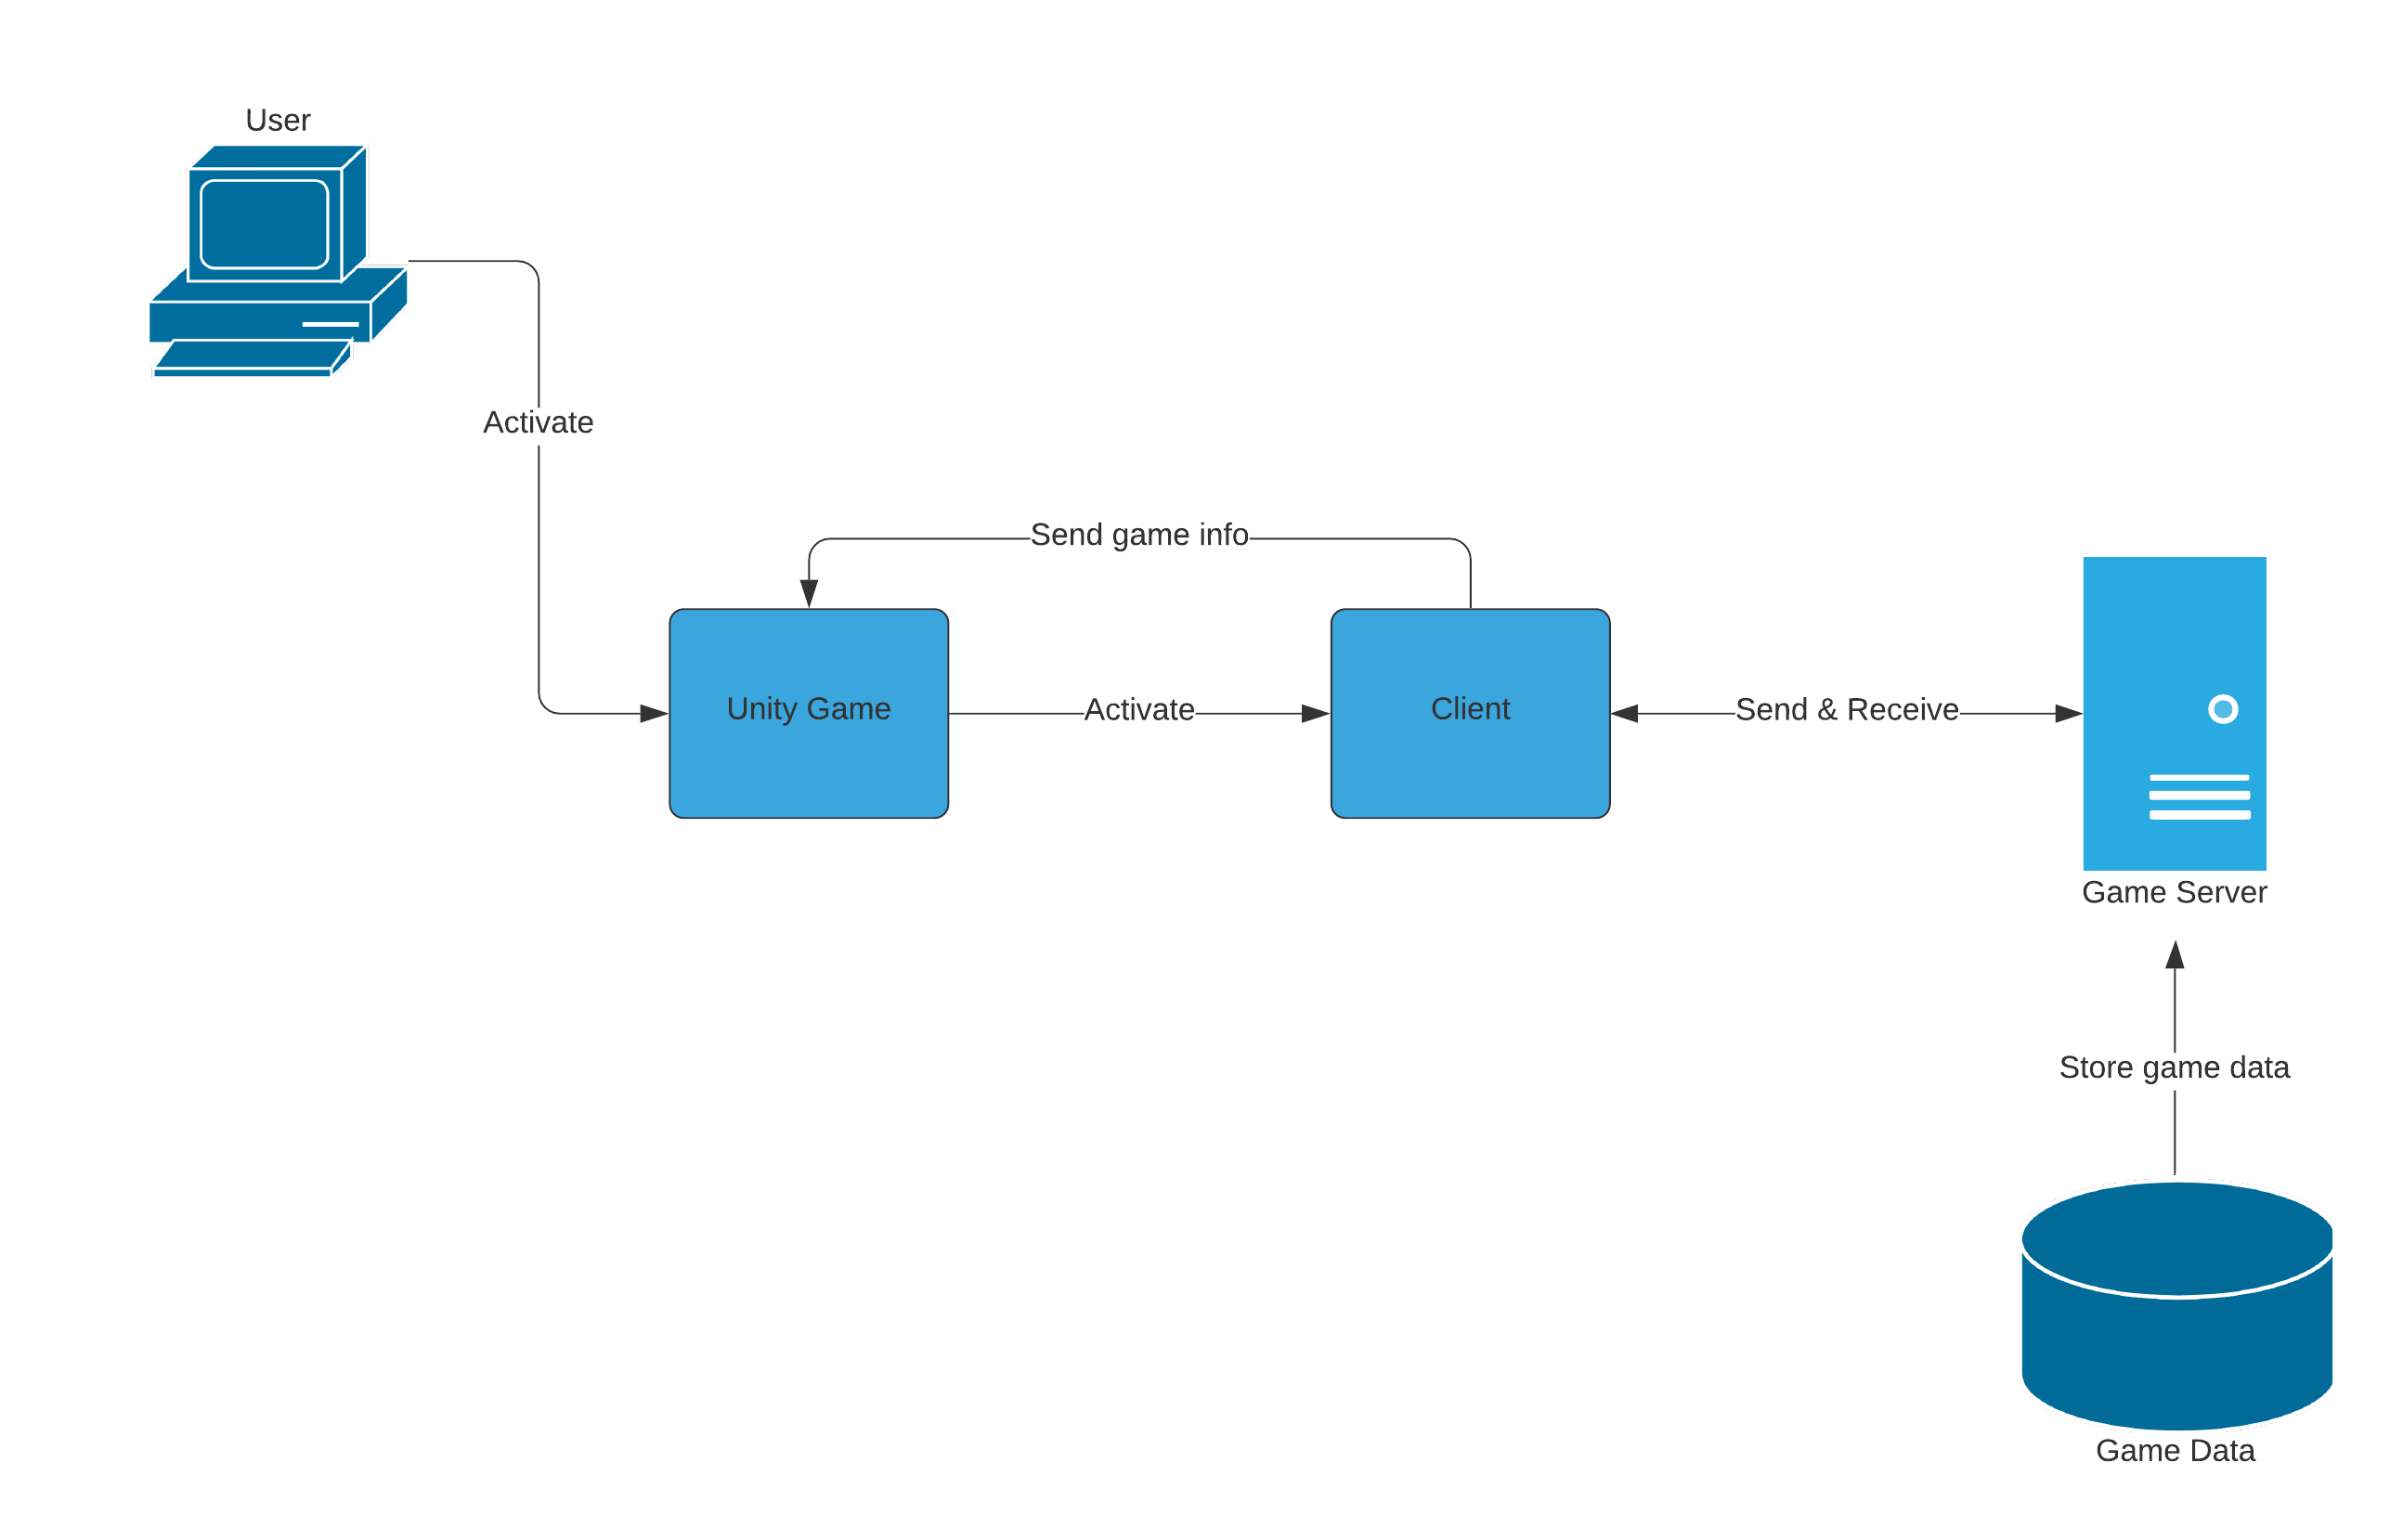 User
Activate
Send game info
Unity Game
Activate
Client
Send & Receive
Game Server
Store game data
Game Data